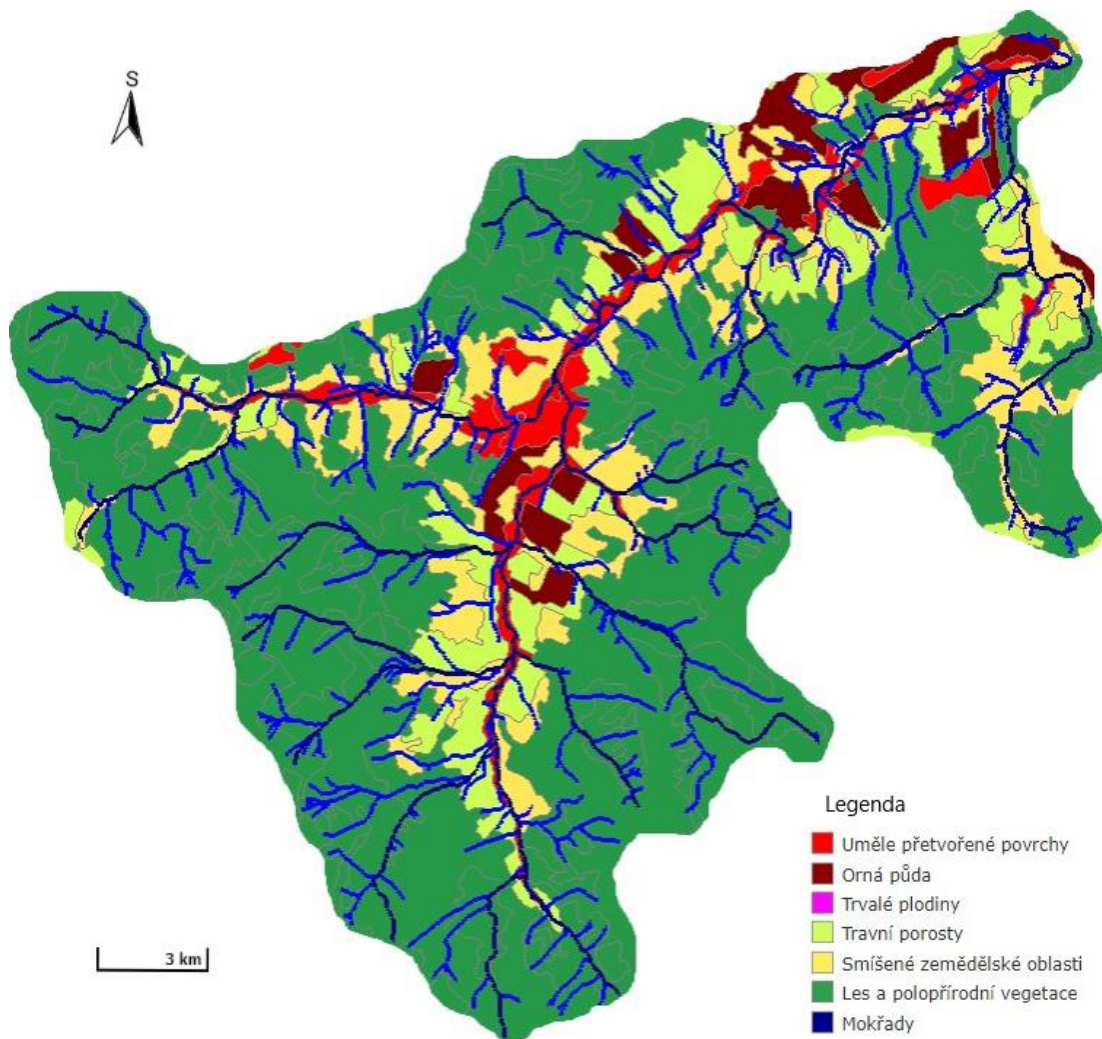 S
Legenda
Uměle přetvořené povrchy
Orná půda
Trvalé plodiny
Travní porosty
Smíšené zemědělské oblasti
Les a polopřírodní vegetace
Mokřady
3 km